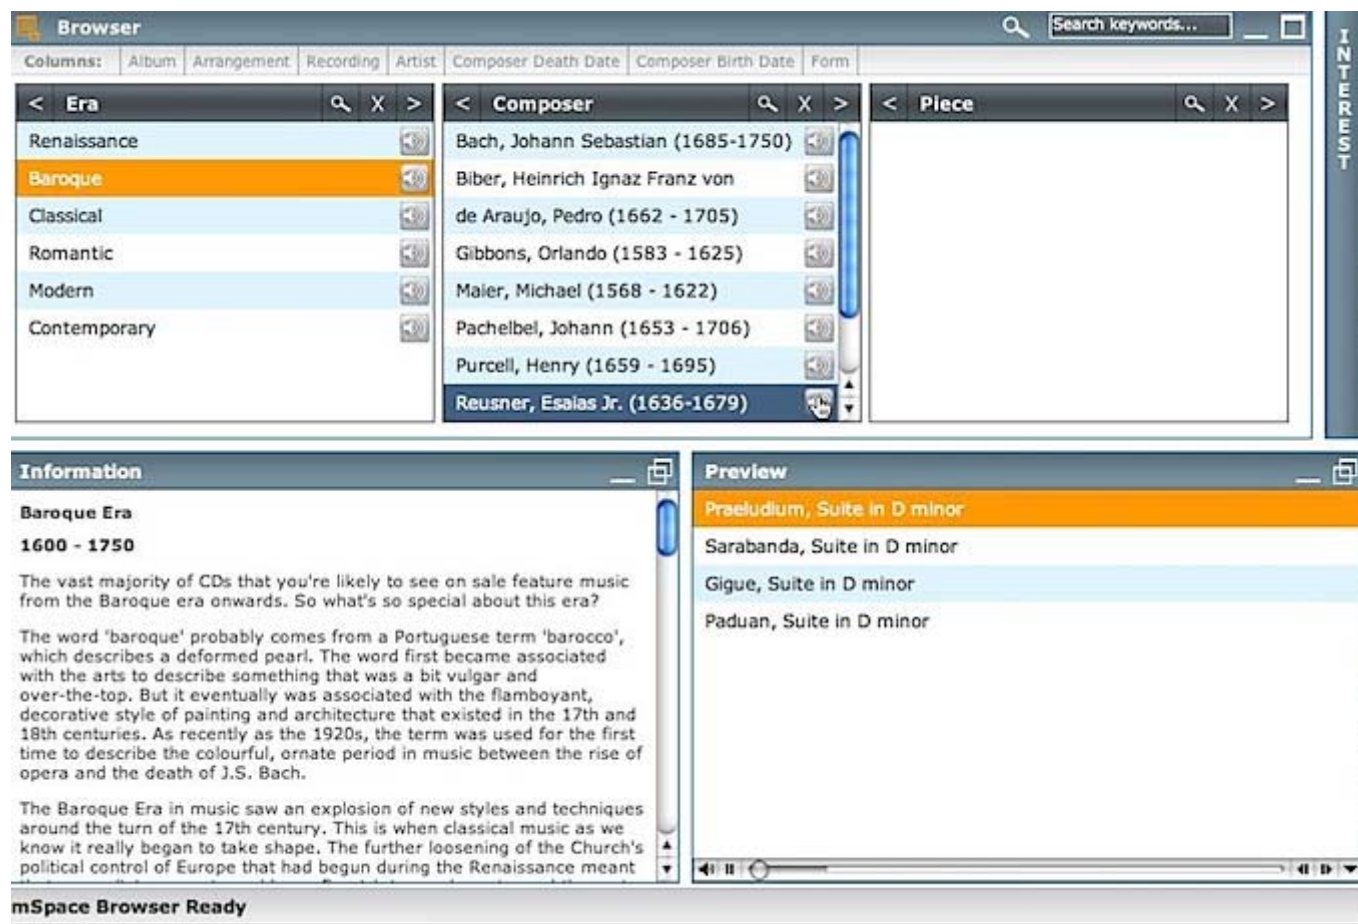 Browser
Search keywords...
Columns: Album Arrangement Recording Artist Composer Death Date Composer Birth Date Form
INTEREST
< Era X >
Renaissance
Baroque
Classical
Romantic
Modern
Contemporary
< Composer X >
Bach, Johann Sebastian (1685-1750)
Biber, Heinrich Ignaz Franz von
de Araujo, Pedro (1662 - 1705)
Gibbons, Orlando (1583 - 1625)
Maier, Michael (1568 - 1622)
Pachelbel, Johann (1653 - 1706)
Purcell, Henry (1659 - 1695)
Reusner, Esaias Jr. (1636-1679)
< Piece X >
Information
Baroque Era
1600 - 1750
The vast majority of CDs that you're likely to see on sale feature music
from the Baroque era onwards. So what's so special about this era?
The word 'baroque' probably comes from a Portuguese term 'barocco',
which describes a deformed pearl. The word first became associated
with the arts to describe something that was a bit vulgar and
over-the-top. But it eventually was associated with the flamboyant,
decorative style of painting and architecture that existed in the 17th and
18th centuries. As recently as the 1920s, the term was used for the first
time to describe the colourful, ornate period in music between the rise of
opera and the death of J.S. Bach.
The Baroque Era in music saw an explosion of new styles and techniques
around the turn of the 17th century. This is when classical music as we
know it really began to take shape. The further loosening of the Church's
political control of Europe that had begun during the Renaissance meant
Preview
Praeludium, Suite in D minor
Sarabanda, Suite in D minor
Gigue, Suite in D minor
Paduan, Suite in D minor
mSpace Browser Ready